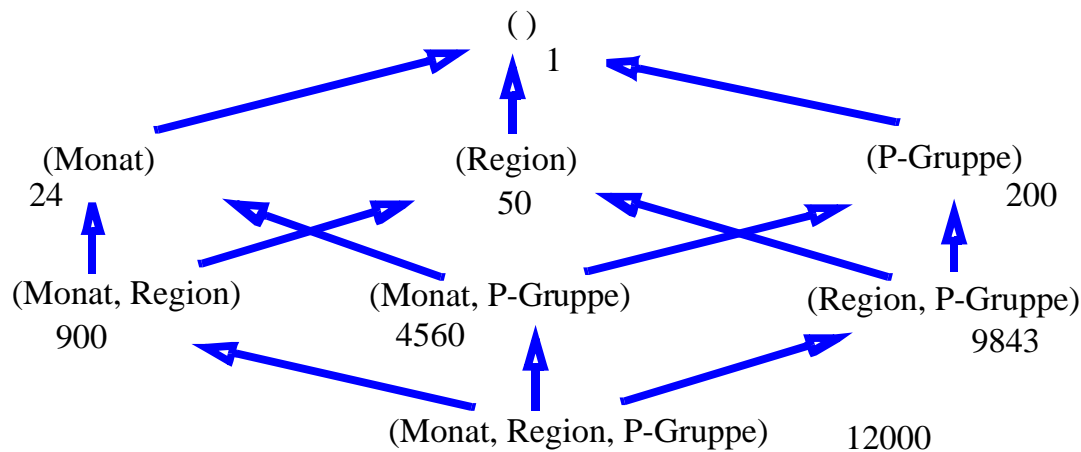 ( )
1
(Monat)
24
(Region)
50
(P-Gruppe)
200
(Monat, Region)
900
(Monat, P-Gruppe)
4560
(Region, P-Gruppe)
9843
(Monat, Region, P-Gruppe)
12000